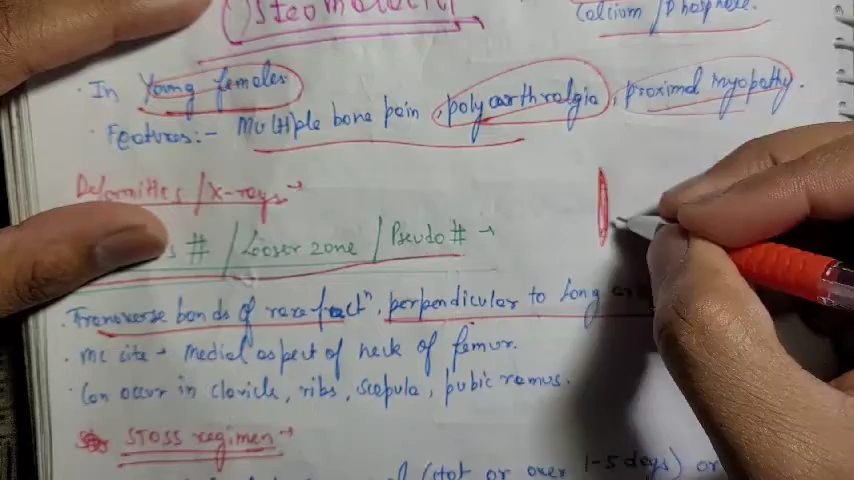 Osteomalacia
Calcium / Phosphate.
· In Young females.
· Features:- Multiple bone pain, polyarthralgia, proximal myopathy.
Deformities / X-rays →
# / Looser zone / Pseudo # →
· Transverse bands of rarefactⁿ, perpendicular to long
· mc site → Medial aspect of neck of femur.
· Can occur in clavicle, ribs, scapula, pubic ramus.
STOSS regimen →
(stat or over 1-5 days) or